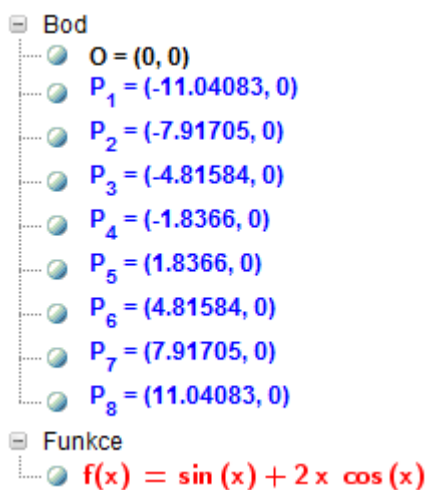 Bod
O = (0, 0)
P₁ = (-11.04083, 0)
P₂ = (-7.91705, 0)
P₃ = (-4.81584, 0)
P₄ = (-1.8366, 0)
P₅ = (1.8366, 0)
P₆ = (4.81584, 0)
P₇ = (7.91705, 0)
P₈ = (11.04083, 0)
Funkce
f(x) = sin (x) + 2 x cos (x)